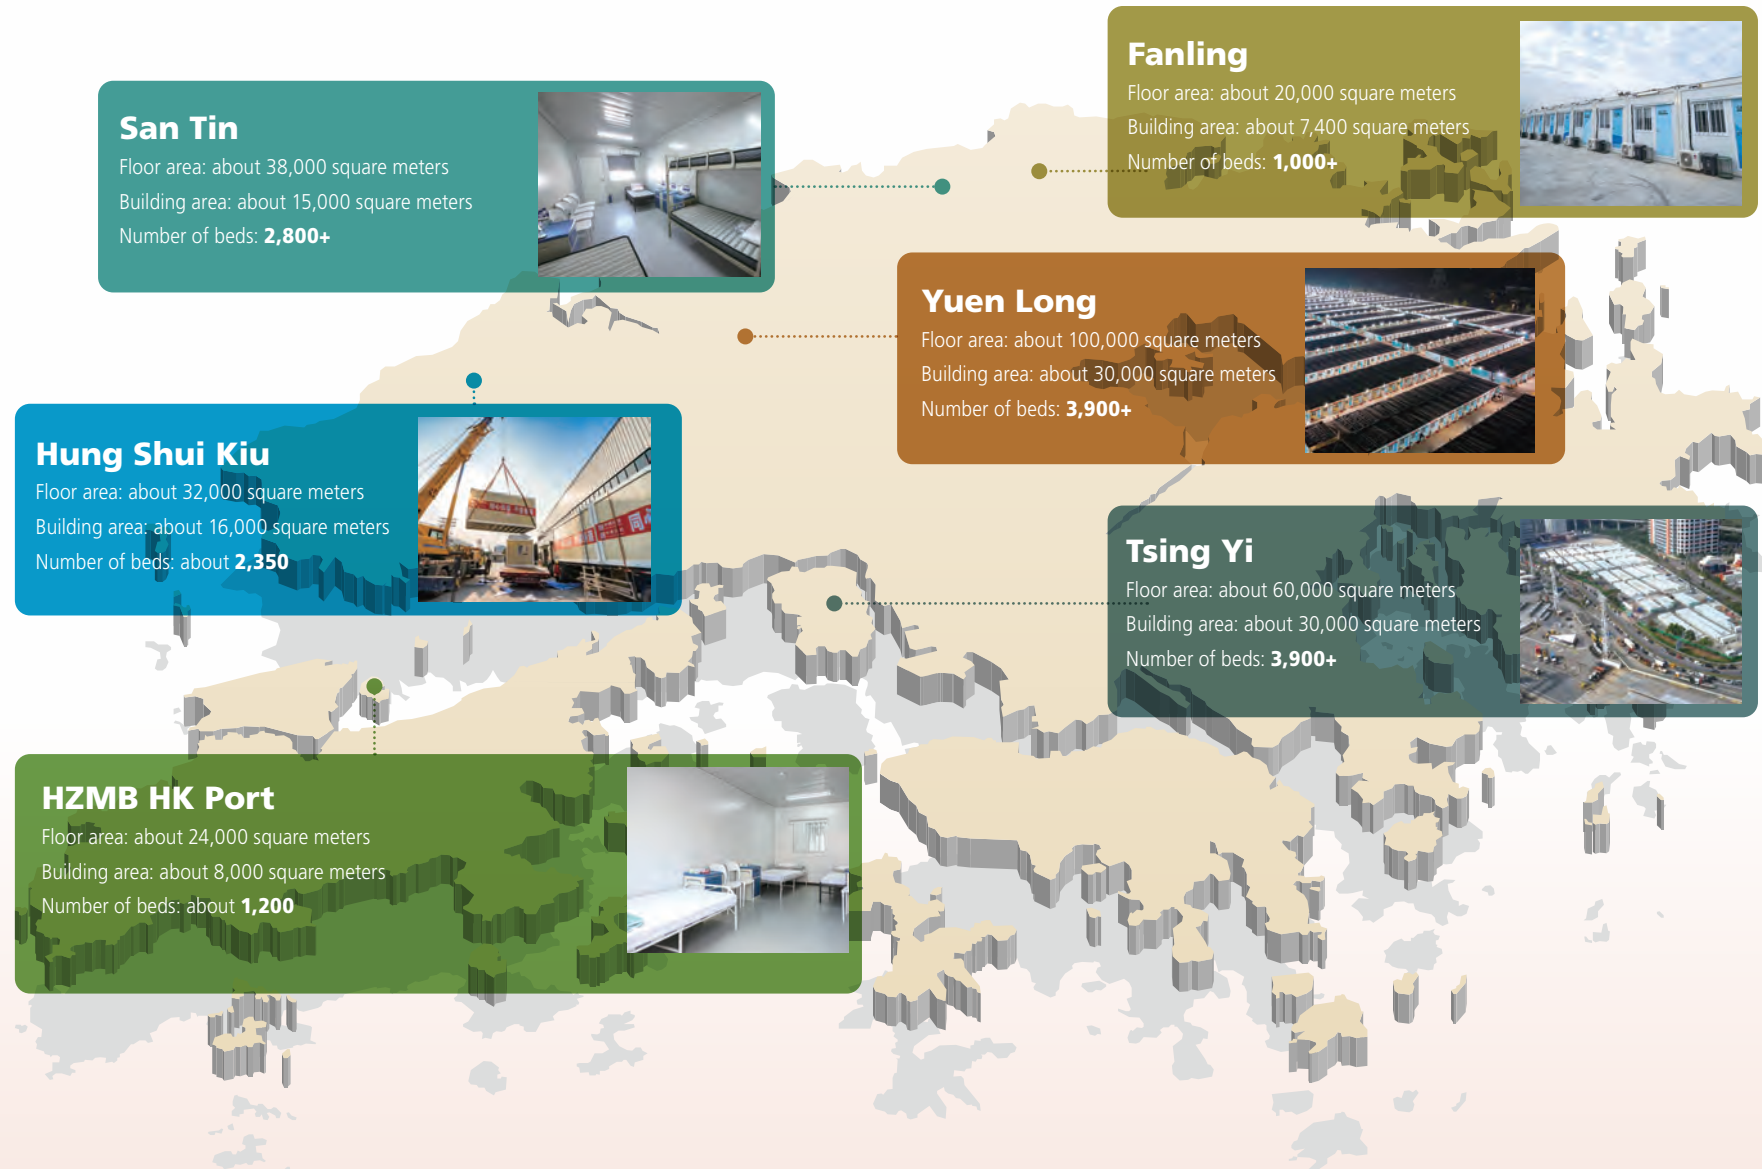 Fanling
Floor area: about 20,000 square meters
Building area: about 7,400 square meters
Number of beds: 1,000+
San Tin
Floor area: about 38,000 square meters
Building area: about 15,000 square meters
Number of beds: 2,800+
Yuen Long
Floor area: about 100,000 square meters
Building area: about 30,000 square meters
Number of beds: 3,900+
Hung Shui Kiu
Floor area: about 32,000 square meters
Building area: about 16,000 square meters
Number of beds: about 2,350
Tsing Yi
Floor area: about 60,000 square meters
Building area: about 30,000 square meters
Number of beds: 3,900+
HZMB HK Port
Floor area: about 24,000 square meters
Building area: about 8,000 square meters
Number of beds: about 1,200